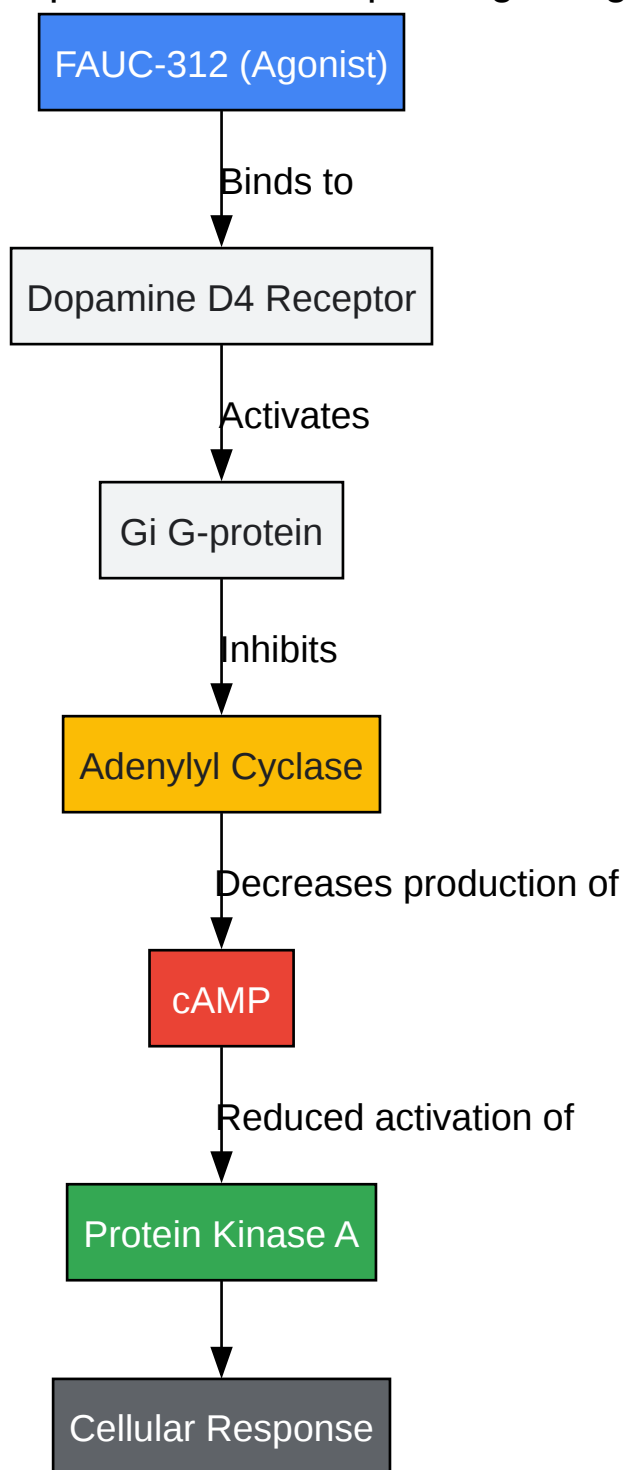 FAUC-312 (Agonist)
Binds to
Dopamine D4 Receptor
Activates
Gi G-protein
Inhibits
Adenylyl Cyclase
Decreases production of
cAMP
Reduced activation of
Protein Kinase A
Cellular Response